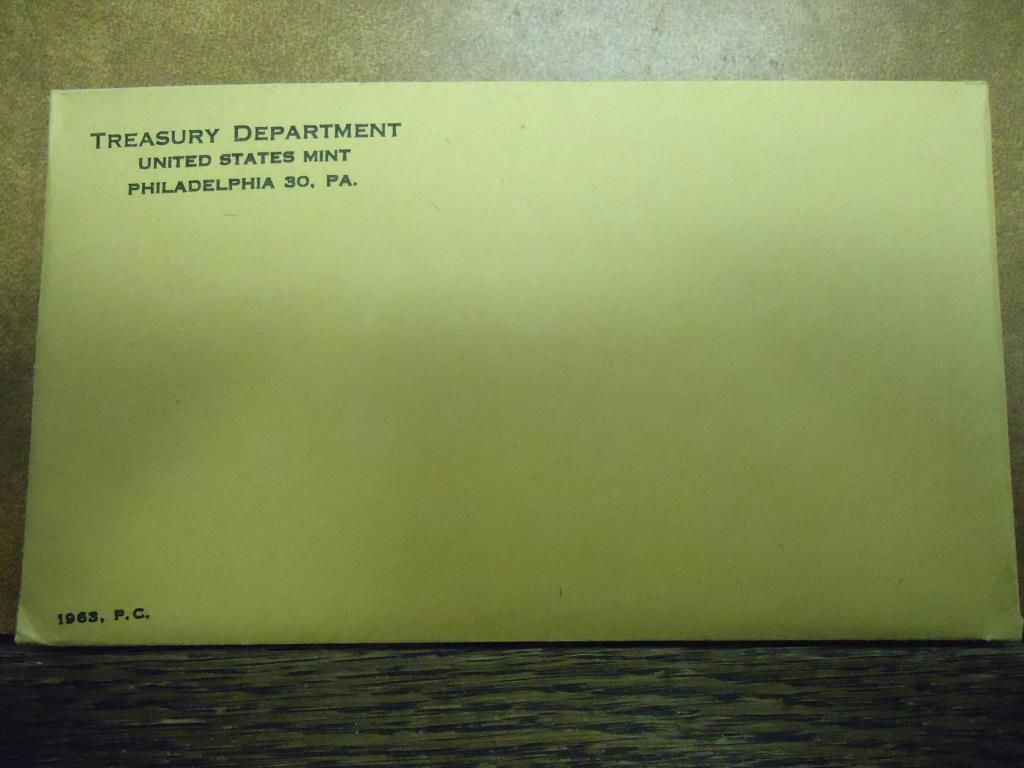 Treasury Department
UNITED STATES MINT
PHILADELPHIA 30, PA.
1963, P.C.